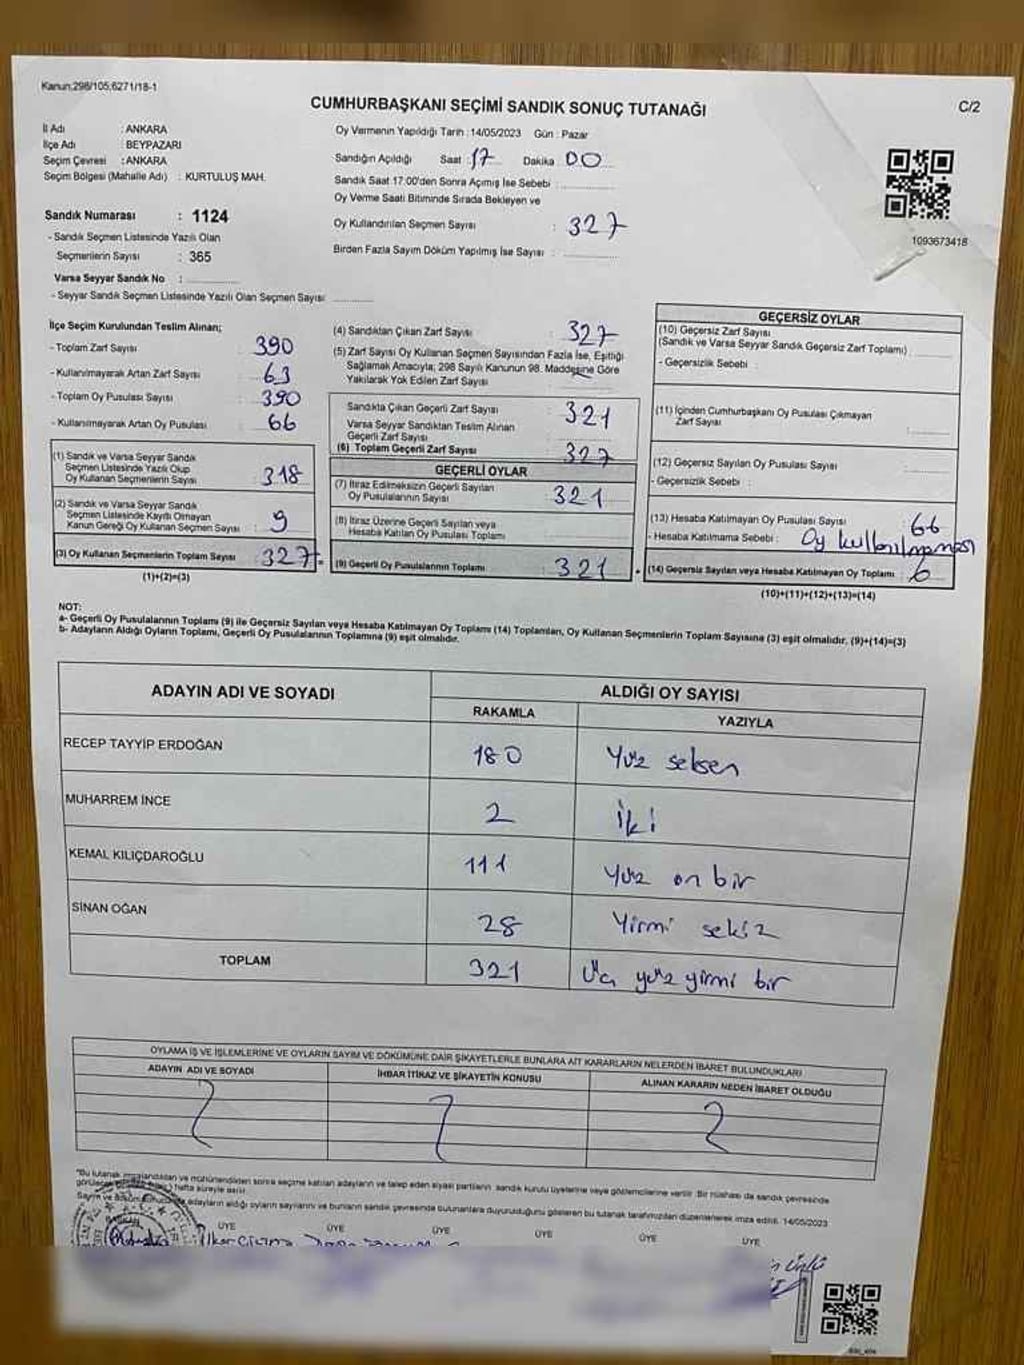 Kanun;298/105;6271/18-1
CUMHURBAŞKANI SEÇİMİ SANDIK SONUÇ TUTANAĞI
C/2
İl Adı : ANKARA
İlçe Adı : BEYPAZARI
Seçim Çevresi : ANKARA
Seçim Bölgesi (Mahalle Adı) : KURTULUŞ MAH.
Sandık Numarası : 1124
- Sandık Seçmen Listesinde Yazılı Olan
Seçmenlerin Sayısı : 365
Varsa Seyyar Sandık No :
- Seyyar Sandık Seçmen Listesinde Yazılı Olan Seçmen Sayısı
Oy Vermenin Yapıldığı Tarih : 14/05/2023 Gün : Pazar
Sandığın Açıldığı Saat : 17 Dakika : 00
Sandık Saat 17:00'den Sonra Açımış İse Sebebi :
Oy Verme Saati Bitiminde Sırada Bekleyen ve
Oy Kullandırılan Seçmen Sayısı : 327
Birden Fazla Sayım Döküm Yapılmış İse Sayısı :
1093673418
İlçe Seçim Kurulundan Teslim Alınan;
- Toplam Zarf Sayısı : 390
- Kullanılmayarak Artan Zarf Sayısı : 63
- Toplam Oy Pusulası Sayısı : 390
- Kullanılmayarak Artan Oy Pusulası : 66
(1) Sandık ve Varsa Seyyar Sandık
Seçmen Listesinde Yazılı Olup
Oy Kullanan Seçmenlerin Sayısı : 318
(2) Sandık ve Varsa Seyyar Sandık
Seçmen Listesinde Kayıtlı Olmayan
Kanun Gereği Oy Kullanan Seçmen Sayısı : 9
(3) Oy Kullanan Seçmenlerin Toplam Sayısı : 327 =
(1)+(2)=(3)
(4) Sandıktan Çıkan Zarf Sayısı : 327
(5) Zarf Sayısı Oy Kullanan Seçmen Sayısından Fazla İse, Eşitliği
Sağlamak Amacıyla; 298 Sayılı Kanunun 98. Maddesine Göre
Yakılarak Yok Edilen Zarf Sayısı :
Sandıkta Çıkan Geçerli Zarf Sayısı : 321
Varsa Seyyar Sandıktan Teslim Alınan
Geçerli Zarf Sayısı :
(6) Toplam Geçerli Zarf Sayısı : 327
GEÇERLİ OYLAR
(7) İtiraz Edilmeksizin Geçerli Sayılan
Oy Pusulalarının Sayısı : 321
(8) İtiraz Üzerine Geçerli Sayılan veya
Hesaba Katılan Oy Pusulası Toplamı :
(9) Geçerli Oy Pusulalarının Toplamı : 321
GEÇERSİZ OYLAR
(10) Geçersiz Zarf Sayısı
(Sandık ve Varsa Seyyar Sandık Geçersiz Zarf Toplamı) :
- Geçersizlik Sebebi :
(11) İçinden Cumhurbaşkanı Oy Pusulası Çıkmayan
Zarf Sayısı :
(12) Geçersiz Sayılan Oy Pusulası Sayısı :
- Geçersizlik Sebebi :
(13) Hesaba Katılmayan Oy Pusulası Sayısı : 66
- Hesaba Katılmama Sebebi : Oy kullanılmaması
(14) Geçersiz Sayılan veya Hesaba Katılmayan Oy Toplamı : 6
(10)+(11)+(12)+(13)=(14)
NOT:
a- Geçerli Oy Pusulalarının Toplamı (9) ile Geçersiz Sayılan veya Hesaba Katılmayan Oy Toplamı (14) Toplamları, Oy Kullanan Seçmenlerin Toplam Sayısına (3) eşit olmalıdır. (9)+(14)=(3)
b- Adayların Aldığı Oyların Toplamı, Geçerli Oy Pusulalarının Toplamına (9) eşit olmalıdır.
ADAYIN ADI VE SOYADI ALDIĞI OY SAYISI
RAKAMLA YAZIYLA
RECEP TAYYİP ERDOĞAN 180 Yüz seksen
MUHARREM İNCE 2 İki
KEMAL KILIÇDAROĞLU 111 Yüz on bir
SİNAN OĞAN 28 Yirmi sekiz
TOPLAM 321 Üç yüz yirmi bir
OYLAMA İŞ VE İŞLEMLERİNE VE OYLARIN SAYIM VE DÖKÜMÜNE DAİR ŞİKAYETLERLE BUNLARA AİT KARARLARIN NELERDEN İBARET BULUNDUKLARI
ADAYIN ADI VE SOYADI İHBAR İTİRAZ VE ŞİKAYETİN KONUSU ALINAN KARARIN NEDEN İBARET OLDUĞU
"Bu tutanak imzalandıktan ve mühürlendikten sonra seçime katılan adayların ve talep eden siyasi partilerin sandık kurulu üyelerine veya gözlemcilerine verilir. Bir nüshası da sandık çevresinde
hafta süreyle asılır.
adayların aldığı oyların sayılarını ve bunların sandık çevresinde bulunanlara duyurulduğunu gösteren bu tutanak tarafımızdan düzenlenerek imza edildi. 14/05/2023
ÜYE ÜYE ÜYE ÜYE ÜYE ÜYE